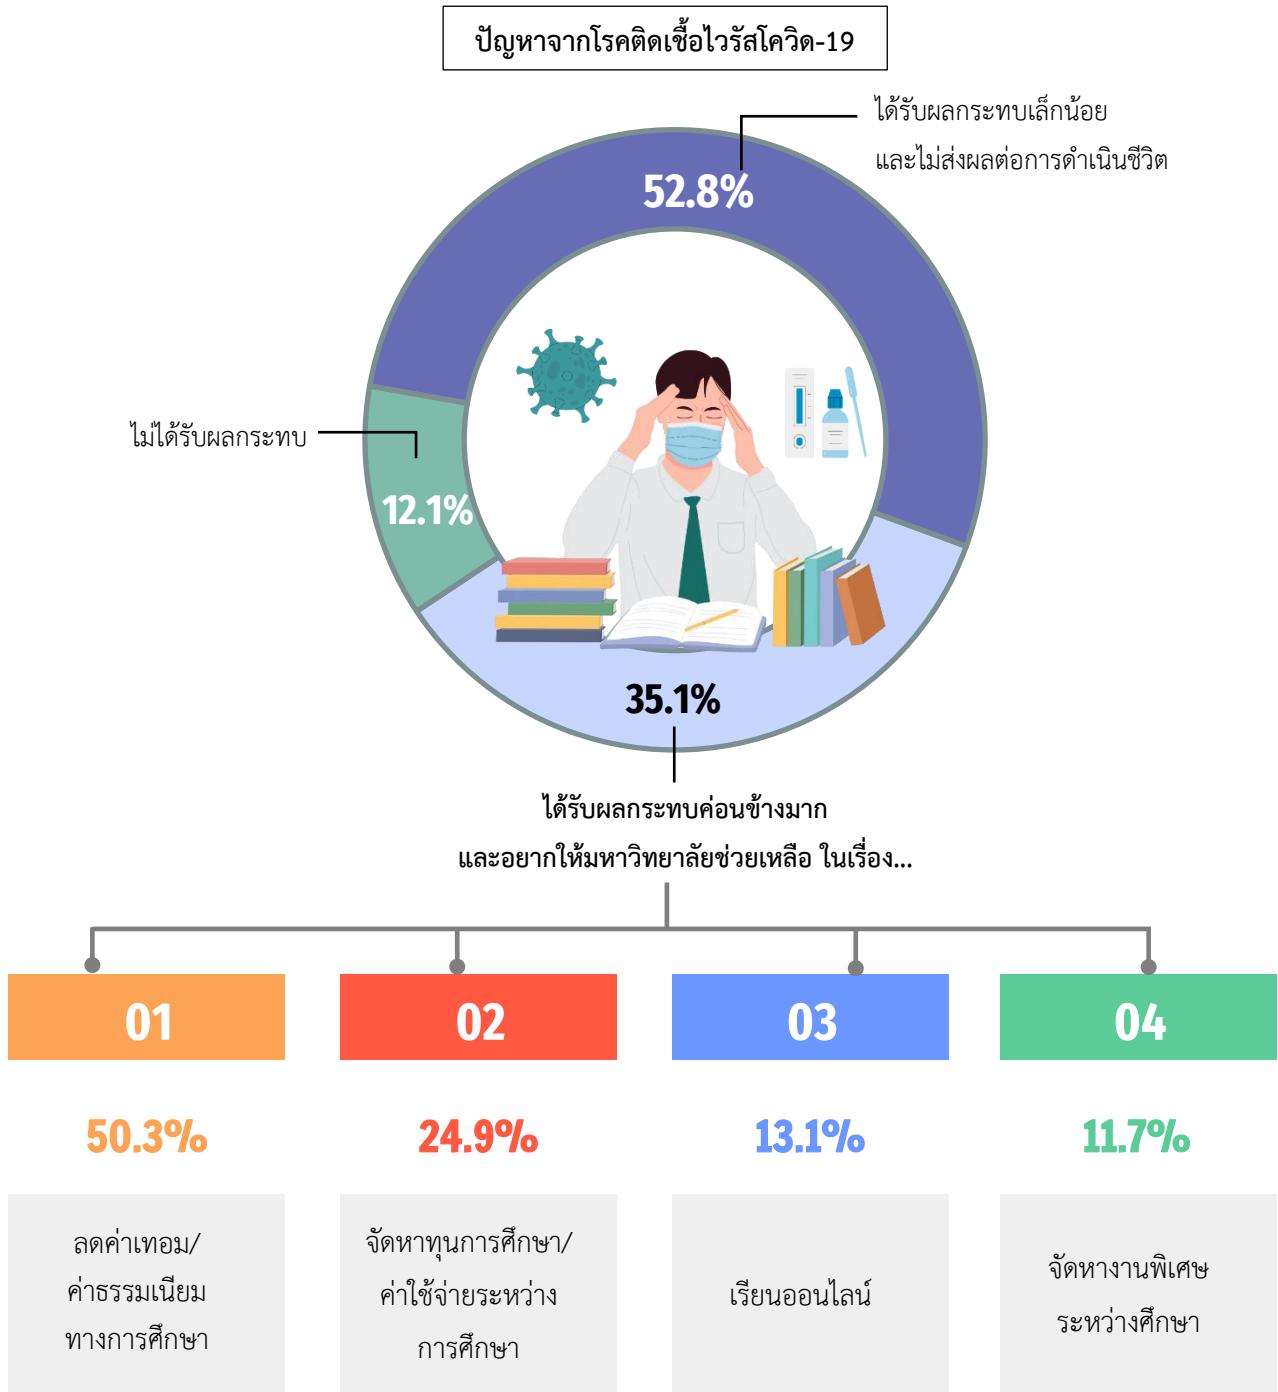 ปัญหาจากโรคติดเชื้อไวรัสโควิด-19
ได้รับผลกระทบเล็กน้อย
และไม่ส่งผลต่อการดำเนินชีวิต
52.8%
ไม่ได้รับผลกระทบ
12.1%
35.1%
ได้รับผลกระทบค่อนข้างมาก
และอยากให้มหาวิทยาลัยช่วยเหลือ ในเรื่อง...
01
02
03
04
50.3%
24.9%
13.1%
11.7%
ลดค่าเทอม/
ค่าธรรมเนียม
ทางการศึกษา
จัดหาทุนการศึกษา/
ค่าใช้จ่ายระหว่าง
การศึกษา
เรียนออนไลน์
จัดหางานพิเศษ
ระหว่างศึกษา